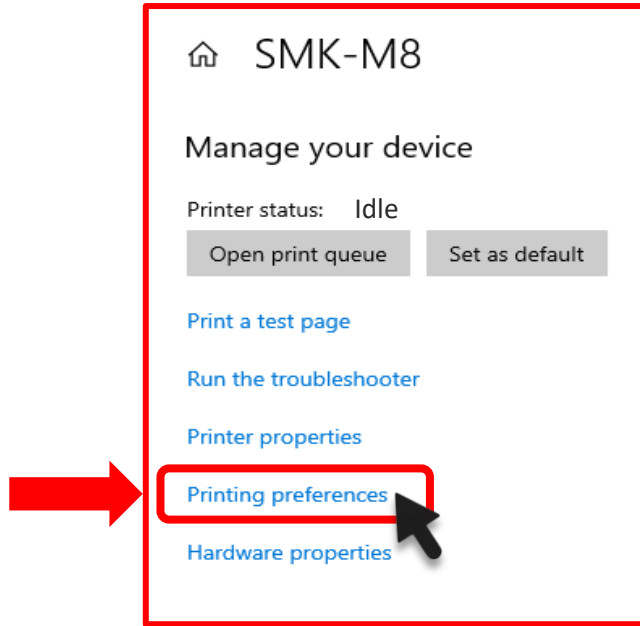 SMK-M8
Manage your device
Printer status: Idle
Open print queue Set as default
Print a test page
Run the troubleshooter
Printer properties
Printing preferences
Hardware properties